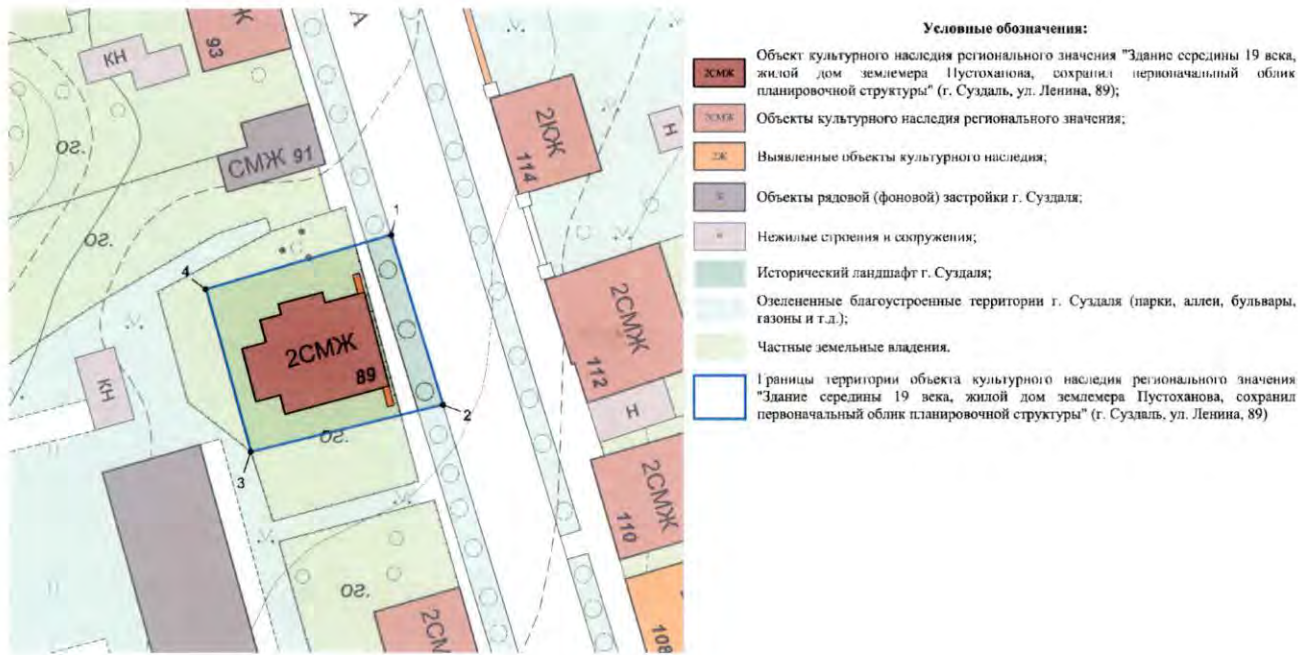 А
93
КН
ОГ.
СМЖ 91
2КЖ
114
Н
1
ОГ.
4
2СМЖ
89
2СМЖ
112
КН
Н
2
ОГ.
3
2СМЖ
110
ОГ.
2СМ
108
Условные обозначения:
2СМЖ
Объект культурного наследия регионального значения "Здание середины 19 века,
жилой дом землемера Пустоханова, сохранил первоначальный облик
планировочной структуры" (г. Суздаль, ул. Ленина, 89);
2СМЖ
Объекты культурного наследия регионального значения;
2Ж
Выявленные объекты культурного наследия;
Объекты рядовой (фоновой) застройки г. Суздаля;
Н
Нежилые строения и сооружения;
Исторический ландшафт г. Суздаля;
Озелененные благоустроенные территории г. Суздаля (парки, аллеи, бульвары,
газоны и т.д.);
Частные земельные владения.
Границы территории объекта культурного наследия регионального значения
"Здание середины 19 века, жилой дом землемера Пустоханова, сохранил
первоначальный облик планировочной структуры" (г. Суздаль, ул. Ленина, 89)